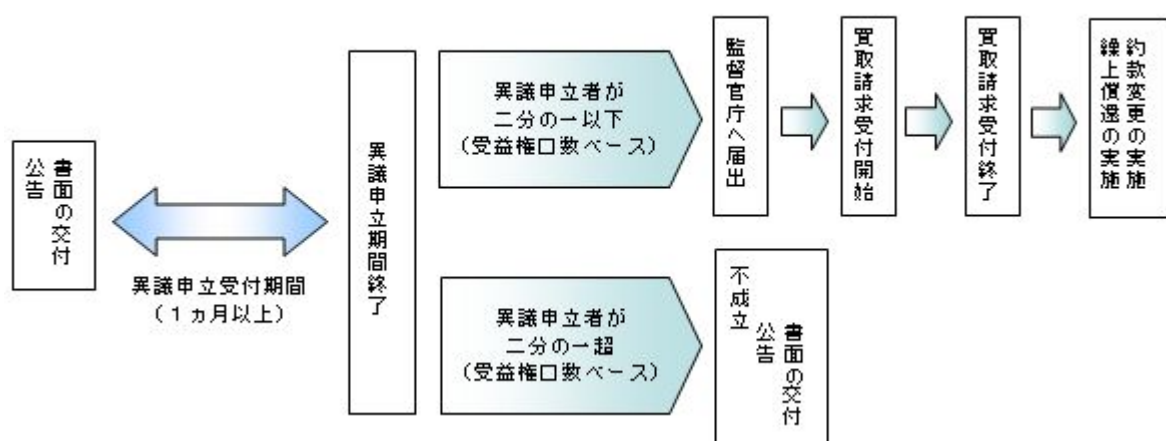 書面の交付
公告
異議申立受付期間
(1ヵ月以上)
異議申立期間終了
異議申立者が
二分の一以下
(受益権口数ベース)
監督官庁へ届出
買取請求受付開始
買取請求受付終了
約款変更の実施
繰上償還の実施
異議申立者が
二分の一超
(受益権口数ベース)
不成立
書面の交付
公告